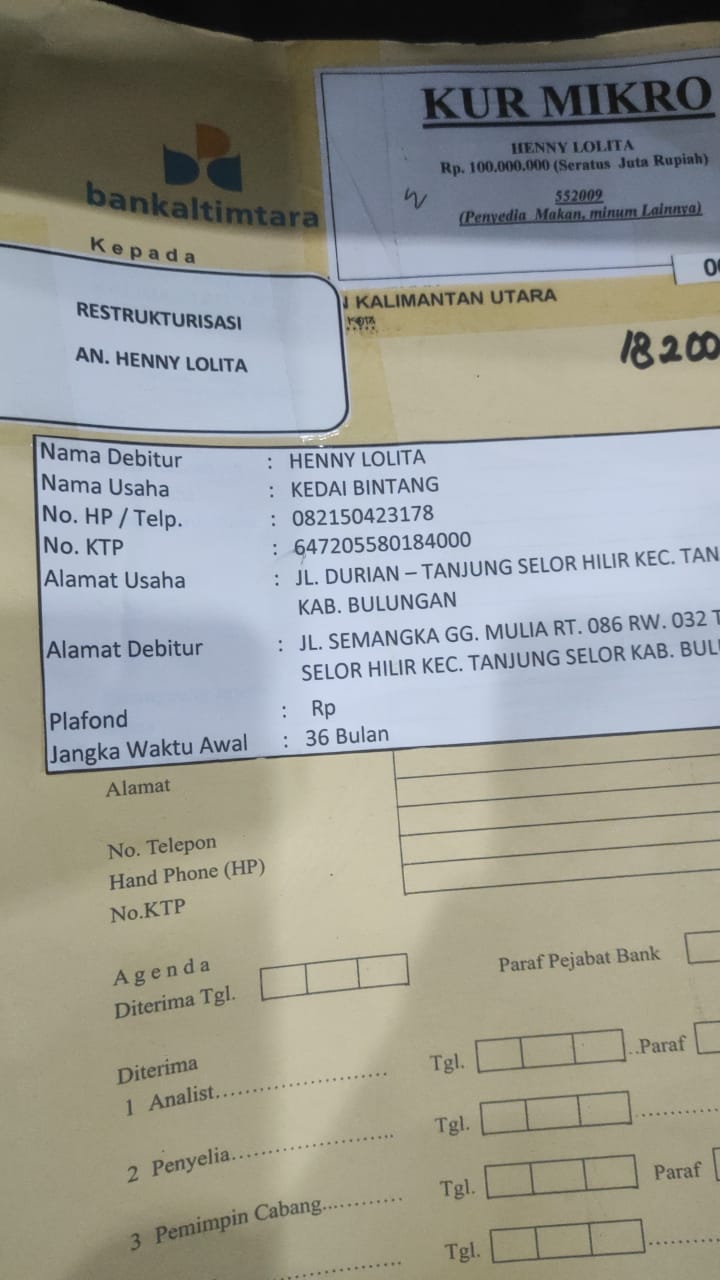 KUR MIKRO
HENNY LOLITA
Rp. 100.000.000 (Seratus Juta Rupiah)
552009
(Penyedia Makan, minum Lainnya)
bankaltimtara
Kepada
KALIMANTAN UTARA
RESTRUKTURISASI
AN. HENNY LOLITA
18200
Nama Debitur : HENNY LOLITA
Nama Usaha : KEDAI BINTANG
No. HP / Telp. : 082150423178
No. KTP : 647205580184000
Alamat Usaha : JL. DURIAN – TANJUNG SELOR HILIR KEC. TAN
KAB. BULUNGAN
Alamat Debitur : JL. SEMANGKA GG. MULIA RT. 086 RW. 032 T
SELOR HILIR KEC. TANJUNG SELOR KAB. BUL
Plafond : Rp
Jangka Waktu Awal : 36 Bulan
Alamat
No. Telepon
Hand Phone (HP)
No.KTP
Agenda
Diterima Tgl.
Paraf Pejabat Bank
Diterima
1 Analist.......................... Tgl. ..Paraf
2 Penyelia.......................... Tgl. ............
3 Pemimpin Cabang............ Tgl. Paraf
.................. Tgl. ............